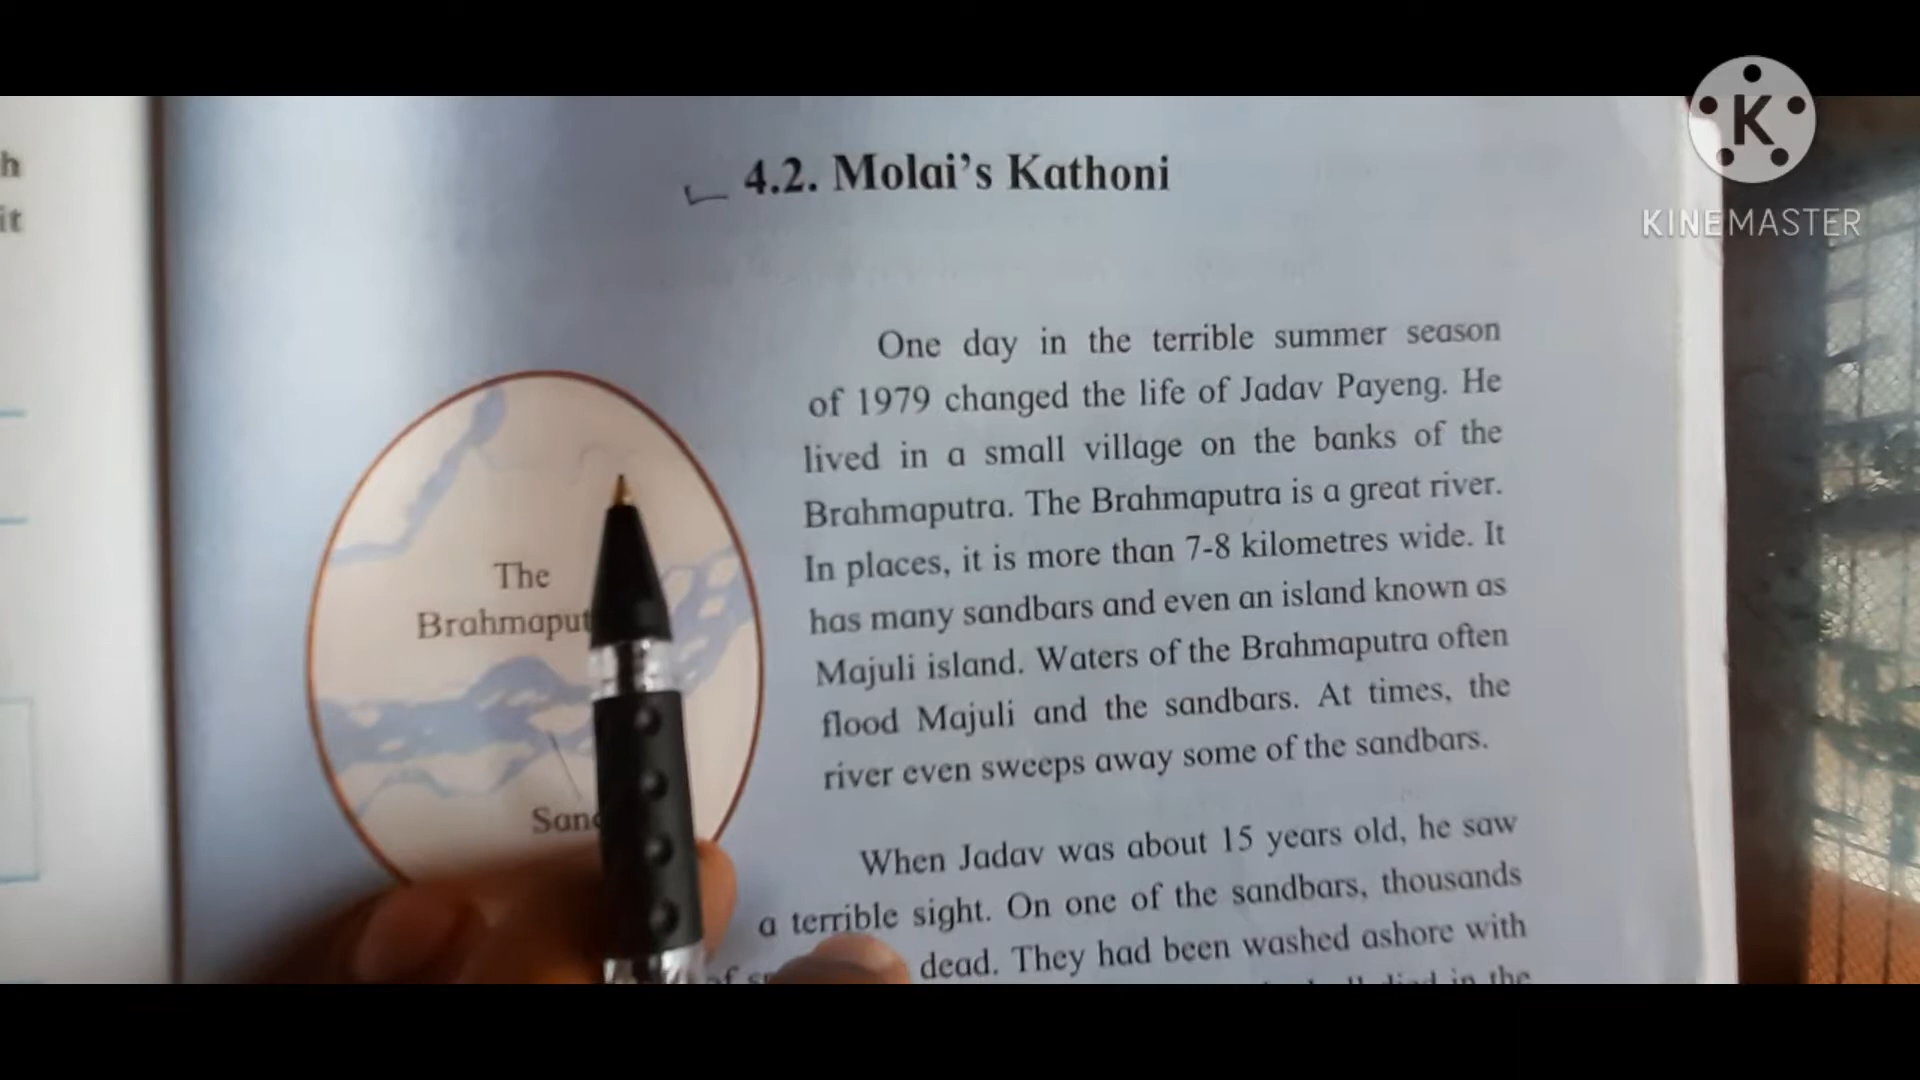 h
it
4.2. Molai's Kathoni
One day in the terrible summer season
of 1979 changed the life of Jadav Payeng. He
lived in a small village on the banks of the
Brahmaputra. The Brahmaputra is a great river.
In places, it is more than 7-8 kilometres wide. It
has many sandbars and even an island known as
Majuli island. Waters of the Brahmaputra often
flood Majuli and the sandbars. At times, the
river even sweeps away some of the sandbars.
When Jadav was about 15 years old, he saw
a terrible sight. On one of the sandbars, thousands
of dead. They had been washed ashore with
died in the
The
Brahmaput
Sand
K
KINEMASTER